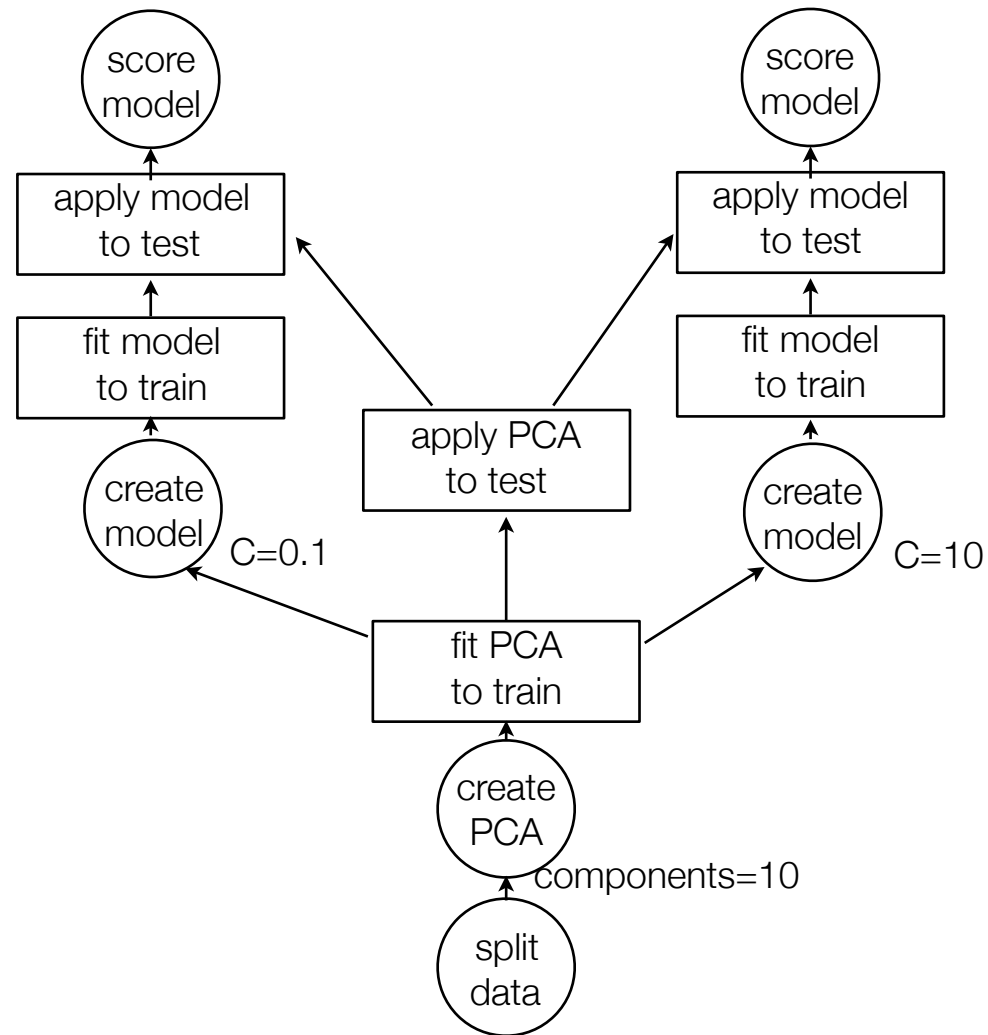 score
model
score
model
apply model
to test
apply model
to test
fit model
to train
fit model
to train
apply PCA
to test
create
model
C=0.1
create
model
C=10
fit PCA
to train
create
PCA
components=10
split
data